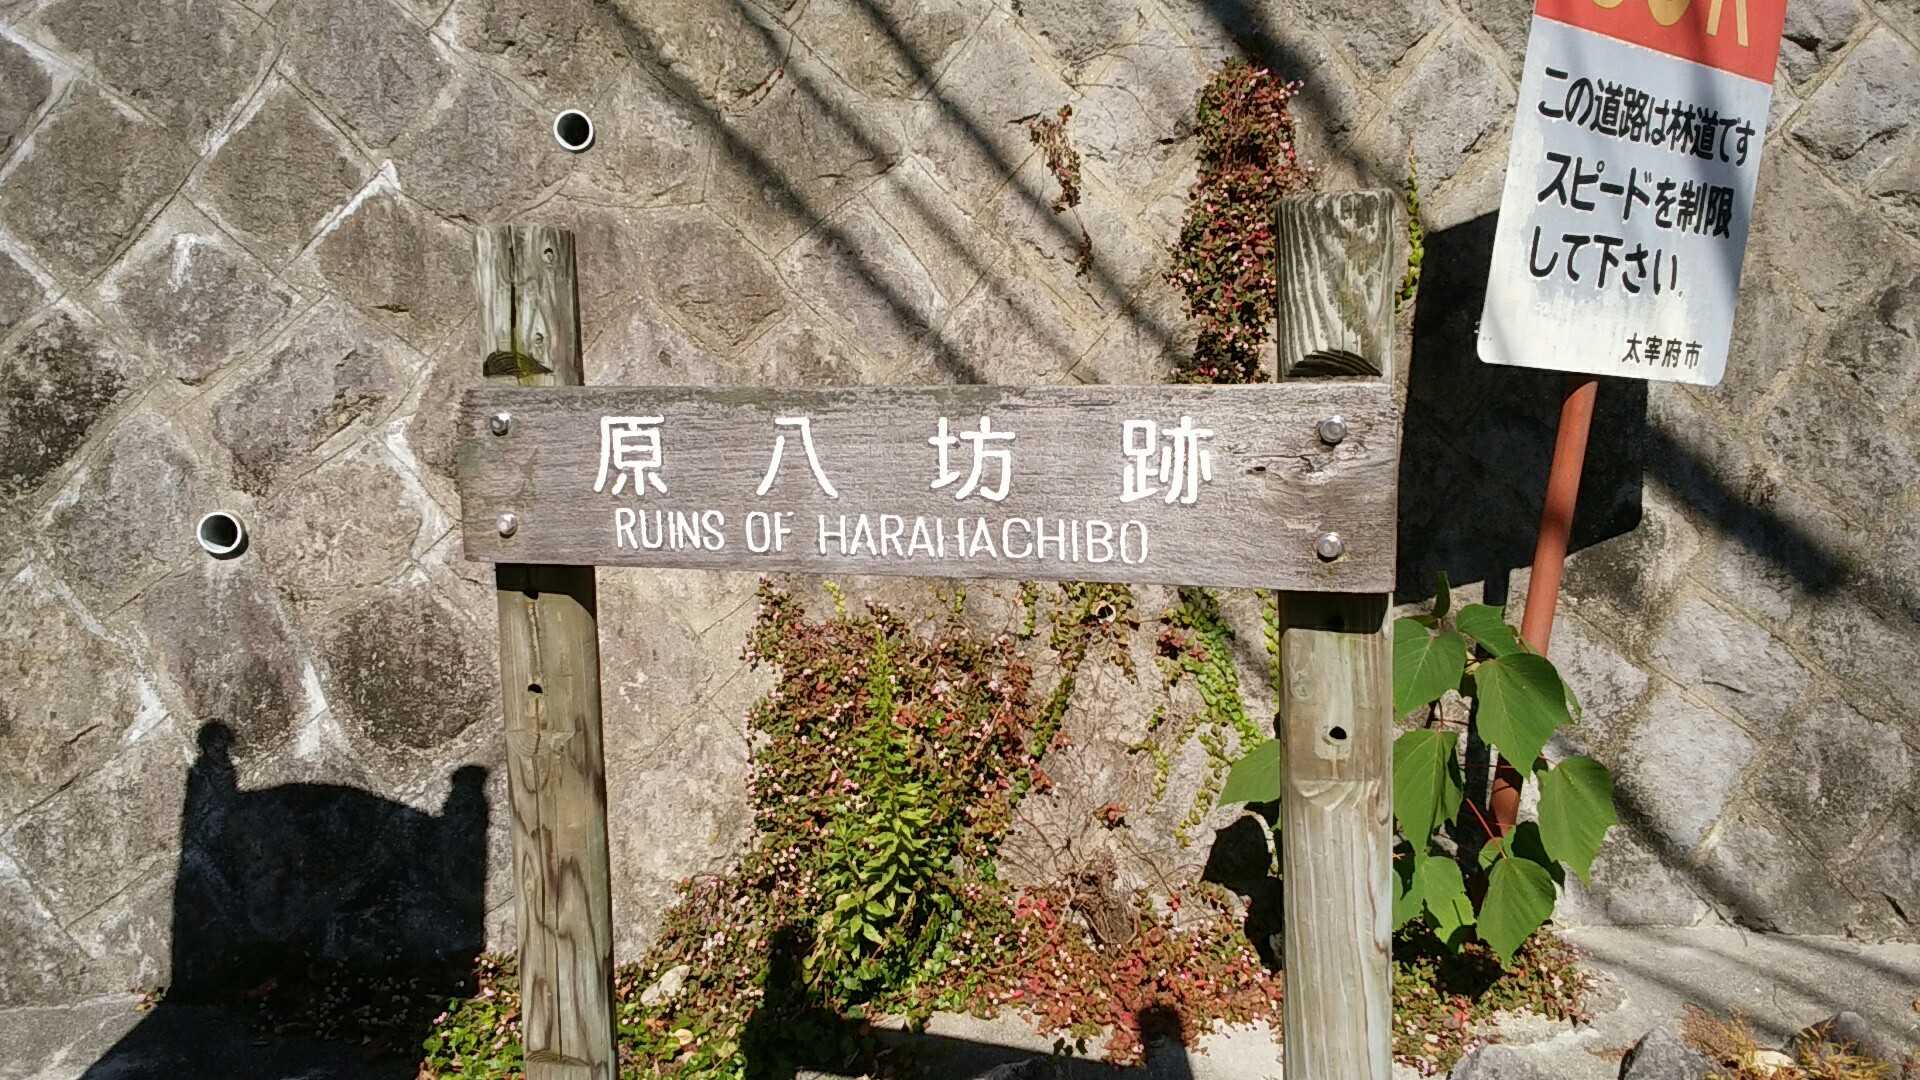 原八坊跡
RUINS OF HARAHACHIBO
この道路は林道です
スピードを制限
して下さい
太宰府市